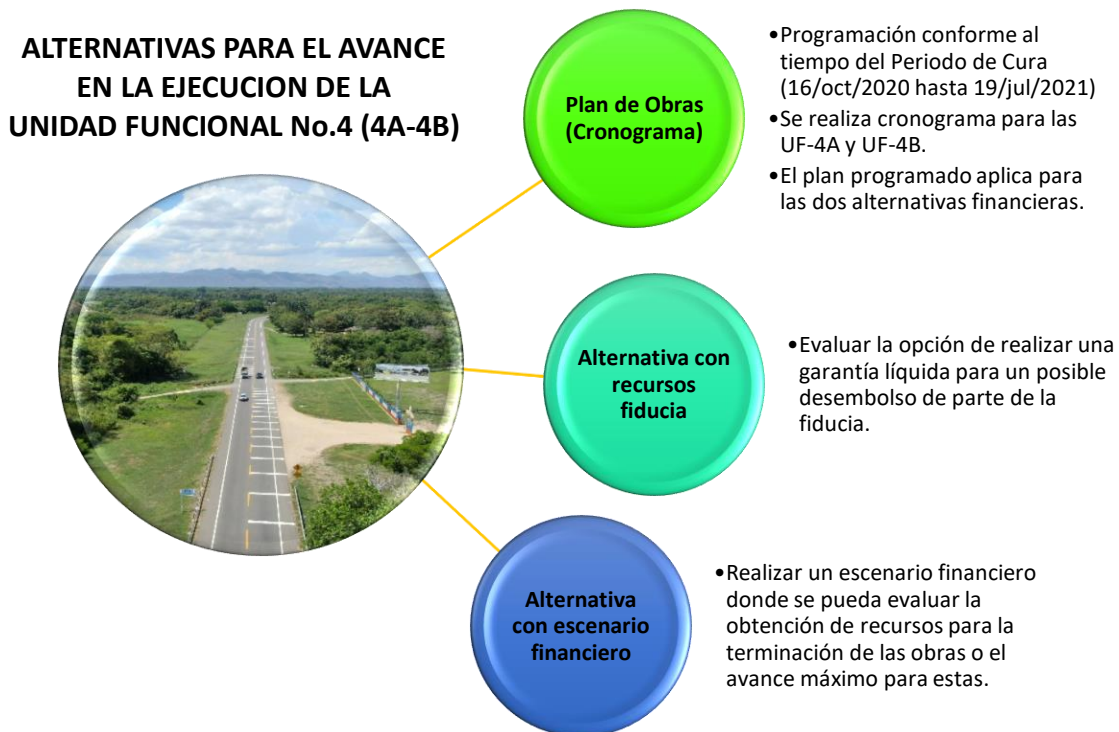 ALTERNATIVAS PARA EL AVANCE
EN LA EJECUCION DE LA
UNIDAD FUNCIONAL No.4 (4A-4B)
Plan de Obras
(Cronograma)
•Programación conforme al
tiempo del Periodo de Cura
(16/oct/2020 hasta 19/jul/2021)
•Se realiza cronograma para las
UF-4A y UF-4B.
•El plan programado aplica para
las dos alternativas financieras.
Alternativa con
recursos
fiducia
•Evaluar la opción de realizar una
garantía líquida para un posible
desembolso de parte de la
fiducia.
Alternativa
con escenario
financiero
•Realizar un escenario financiero
donde se pueda evaluar la
obtención de recursos para la
terminación de las obras o el
avance máximo para estas.